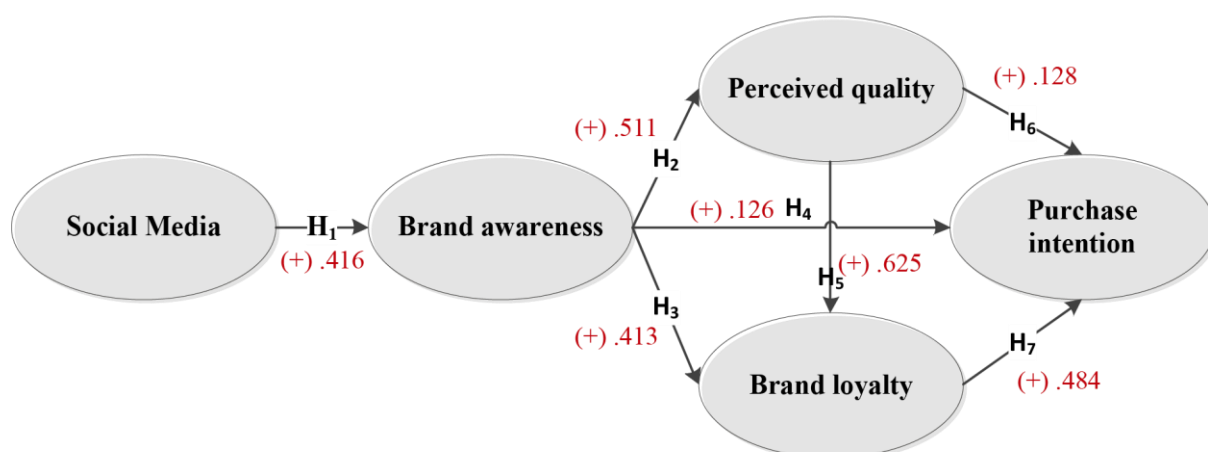 Perceived quality
(+) .128
H6
(+) .511
H2
Social Media
H1
(+) .416
Brand awareness
(+) .126 H4
Purchase
intention
H5
(+) .625
H3
(+) .413
Brand loyalty
H7
(+) .484